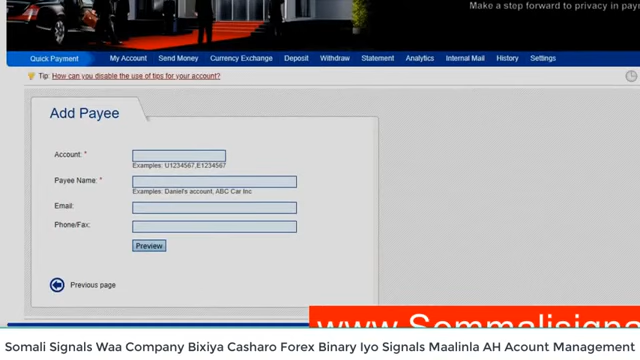 Make a step forward to privacy in paym
Quick Payment My Account Send Money Currency Exchange Deposit Withdraw Statement Analytics Internal Mail History Settings
Tip: How can you disable the use of tips for your account?
Add Payee
Account: *
Examples: U1234567,E1234567
Payee Name: *
Examples: Daniel's account, ABC Car Inc
Email:
Phone/Fax:
Preview
Previous page
www.Sommalisigna
Somali Signals Waa Company Bixiya Casharo Forex Binary Iyo Signals Maalinla AH Acount Management